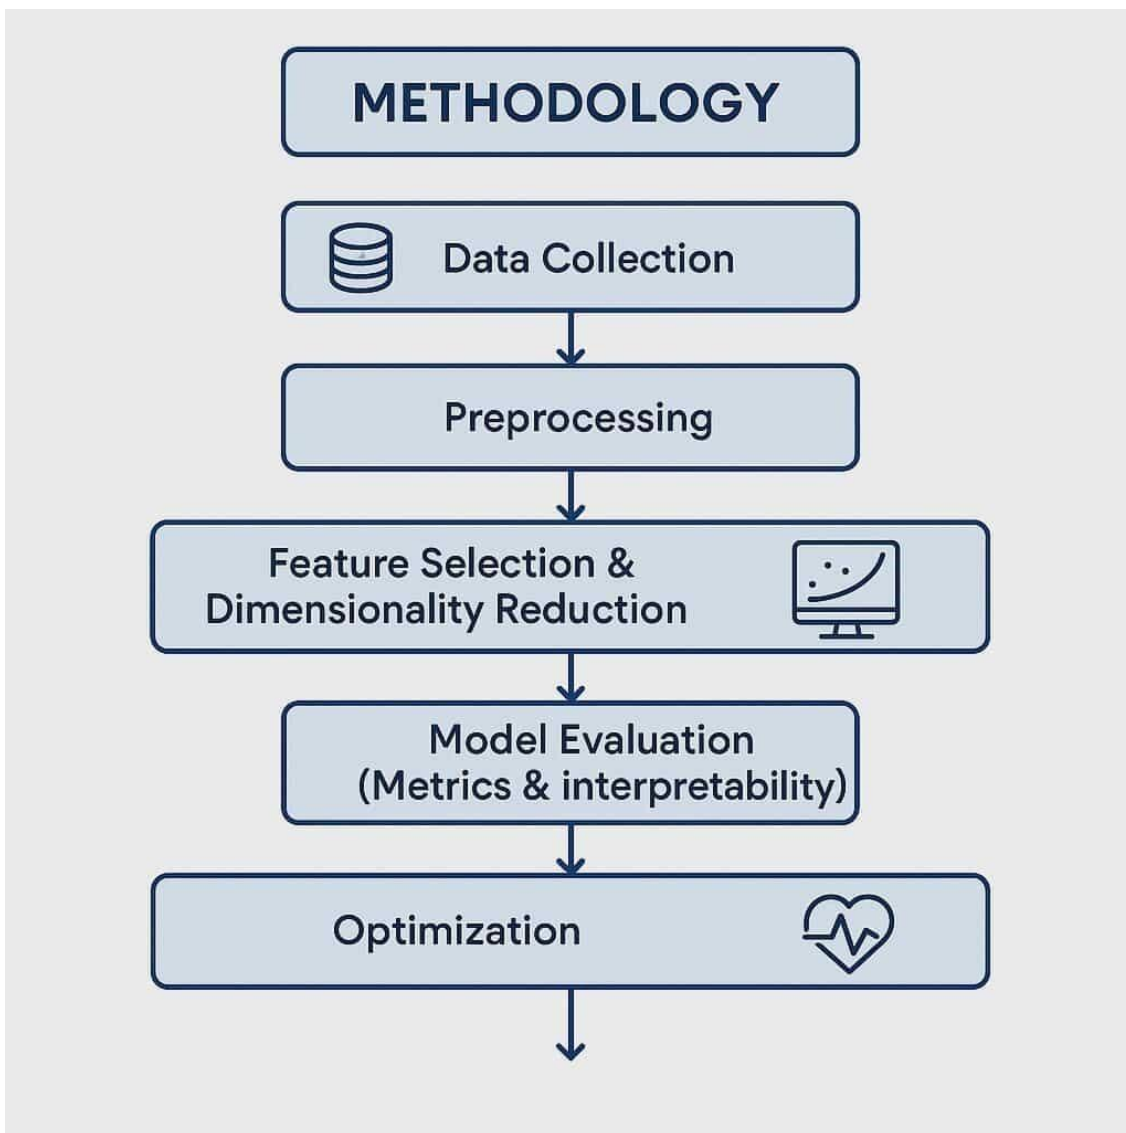 METHODOLOGY
Data Collection
Preprocessing
Feature Selection &
Dimensionality Reduction
Model Evaluation
(Metrics & interpretability)
Optimization